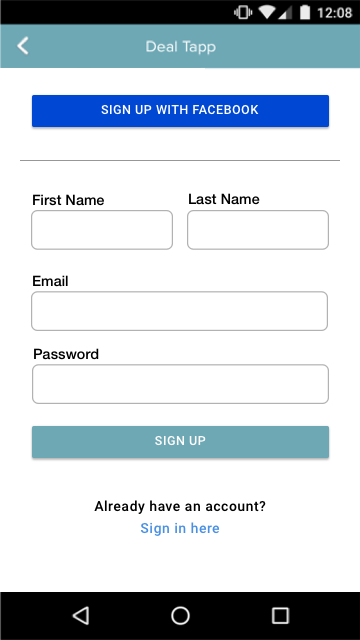 12:08
Deal Tapp
SIGN UP WITH FACEBOOK
First Name
Last Name
Email
Password
SIGN UP
Already have an account?
Sign in here